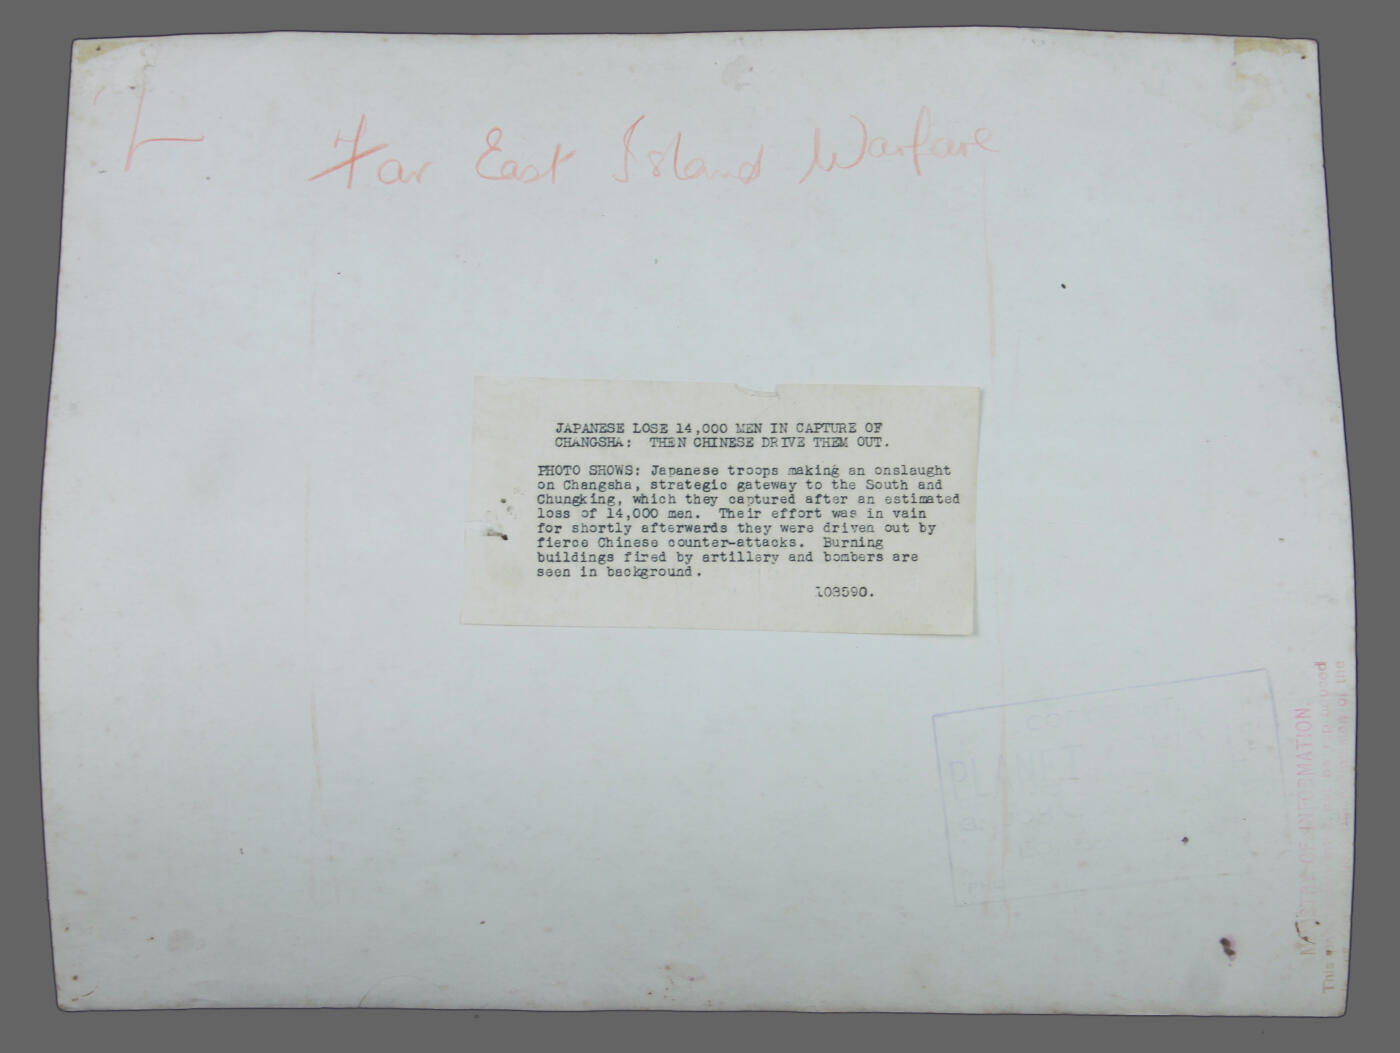 Far East Island Warfare
JAPANESE LOSE 14,000 MEN IN CAPTURE OF
CHANGSHA: THEN CHINESE DRIVE THEM OUT.
PHOTO SHOWS: Japanese troops making an onslaught
on Changsha, strategic gateway to the South and
Chungking, which they captured after an estimated
loss of 14,000 men. Their effort was in vain
for shortly afterwards they were driven out by
fierce Chinese counter-attacks. Burning
buildings fired by artillery and bombers are
seen in background.
108590.
PLANET
MINISTRY OF INFORMATION.
This